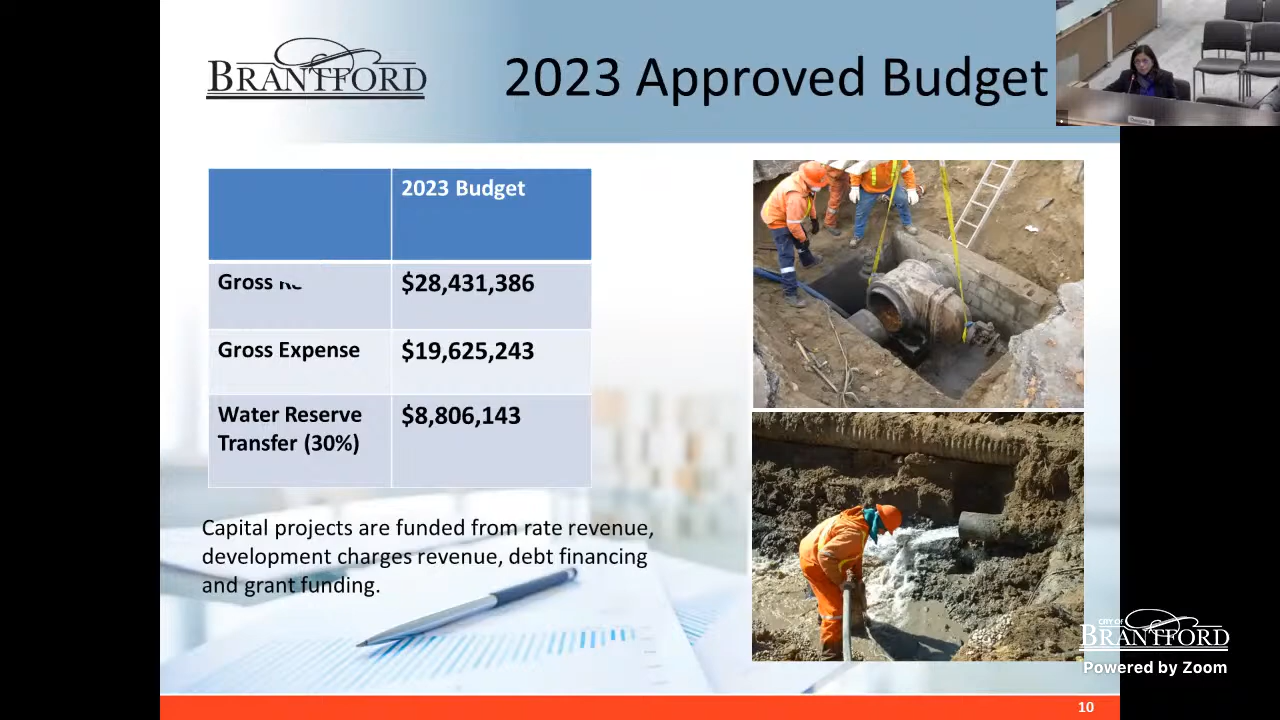 BRANTFORD
2023 Approved Budget
2023 Budget
Gross
$28,431,386
Gross Expense
$19,625,243
Water Reserve
Transfer (30%)
$8,806,143
Capital projects are funded from rate revenue,
development charges revenue, debt financing
and grant funding.
CITY OF
BRANTFORD
Powered by Zoom
10